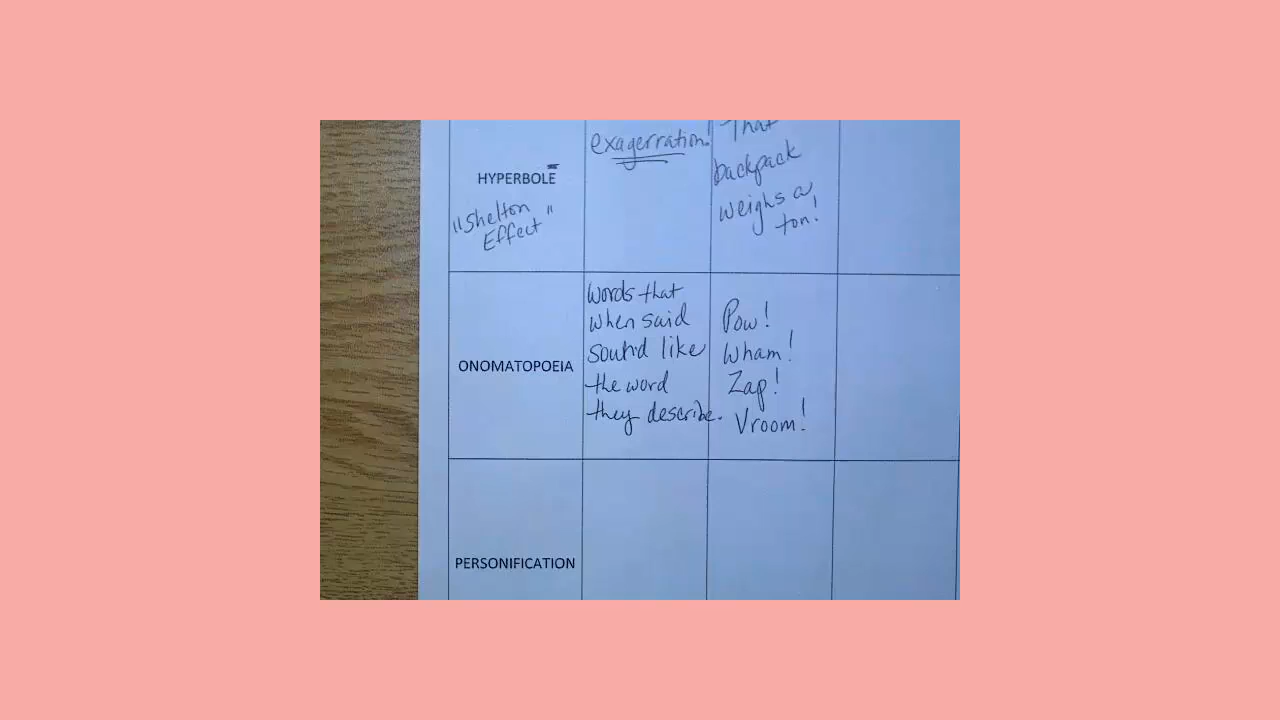 exagerration!
That
backpack
weighs a
ton!
HYPERBOLE
"Shelton
Effect"
ONOMATOPOEIA
words that
when said
sound like
the word
they describe.
Pow!
Wham!
Zap!
Vroom!
PERSONIFICATION